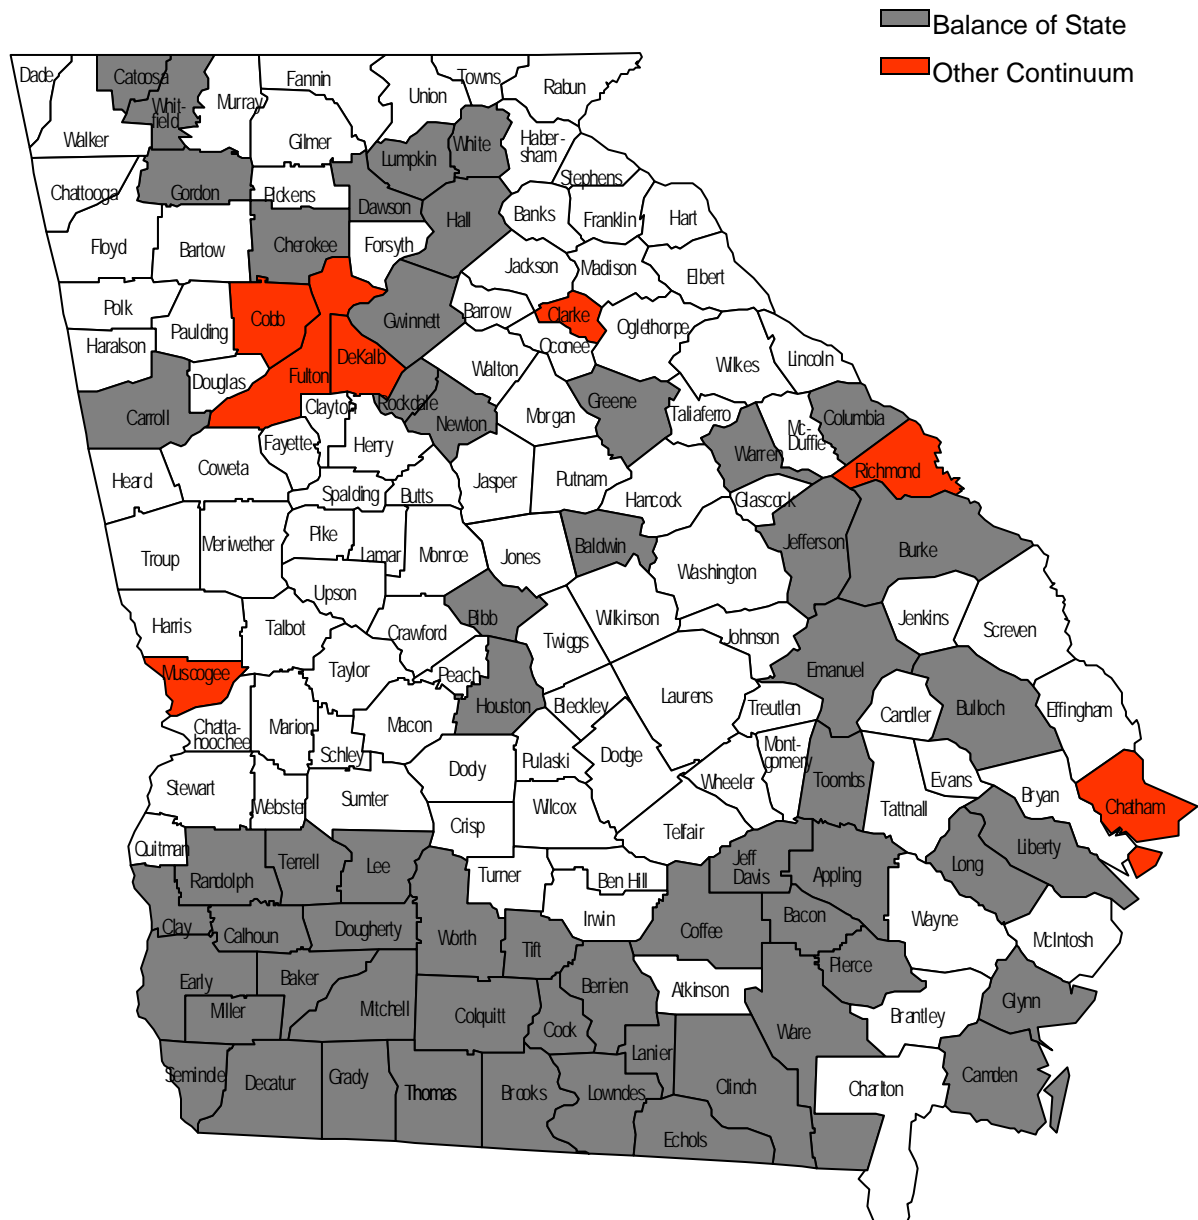 Balance of State
Other Continuum
Dade
Catoosa
Fannin
Towns
Rabun
Union
Whit-
field
Murray
Walker
Gilmer
White
Haber-
sham
Lumpkin
Stephens
Chattooga
Gordon
Pickens
Dawson
Hall
Banks
Franklin
Hart
Floyd
Bartow
Cherokee
Forsyth
Jackson
Madison
Elbert
Polk
Paulding
Cobb
Gwinnett
Barrow
Clarke
Oglethorpe
Haralson
Oconee
DeKalb
Walton
Wilkes
Lincoln
Douglas
Fulton
Carroll
Clayton
Rockdale
Newton
Morgan
Greene
Taliaferro
Columbia
Mc-
Duffie
Fayette
Henry
Warren
Coweta
Richmond
Heard
Spalding
Butts
Jasper
Putnam
Hancock
Glascock
Troup
Meriwether
Pike
Lamar
Monroe
Jones
Baldwin
Jefferson
Burke
Washington
Upson
Harris
Talbot
Crawford
Bibb
Twiggs
Wilkinson
Johnson
Jenkins
Screven
Muscogee
Taylor
Peach
Emanuel
Laurens
Houston
Bleckley
Treutlen
Candler
Bulloch
Effingham
Chatta-
hoochee
Marion
Macon
Schley
Pulaski
Dodge
Mont-
gomery
Dooly
Wheeler
Toombs
Evans
Bryan
Stewart
Webster
Sumter
Wilcox
Tattnall
Chatham
Crisp
Telfair
Quitman
Terrell
Lee
Liberty
Long
Randolph
Turner
Ben Hill
Jeff
Davis
Appling
Clay
Calhoun
Dougherty
Worth
Tift
Irwin
Coffee
Bacon
Wayne
McIntosh
Early
Baker
Berrien
Pierce
Atkinson
Miller
Mitchell
Colquitt
Cook
Glynn
Brantley
Ware
Lanier
Seminole
Decatur
Grady
Thomas
Brooks
Lowndes
Clinch
Charlton
Camden
Echols